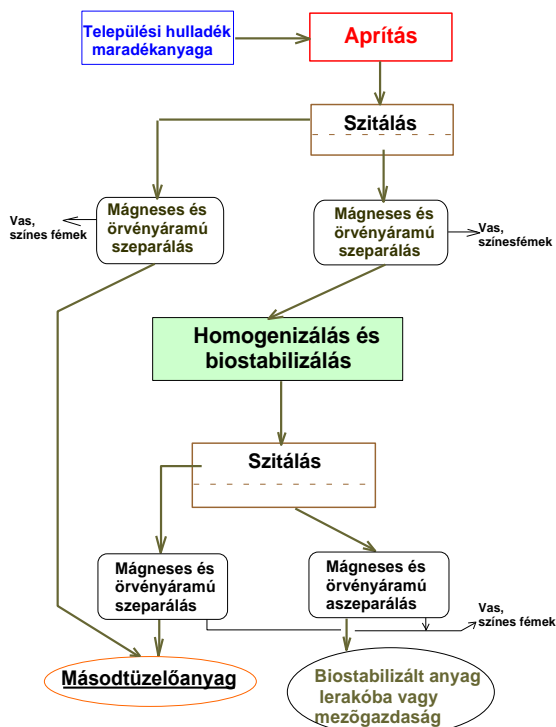 Települési hulladék
maradékanyaga
Aprítás
Szitálás
Mágneses és
örvényáramú
szeparálás
Vas,
színes fémek
Mágneses és
örvényáramú
szeparálás
Vas,
színesfémek
Homogenizálás és
biostabilizálás
Szitálás
Mágneses és
örvényáramú
szeparálás
Mágneses és
örvényáramú
aszeparálás
Vas,
színes fémek
Másodtüzelőanyag
Biostabilizált anyag
lerakóba vagy
mezõgazdaság